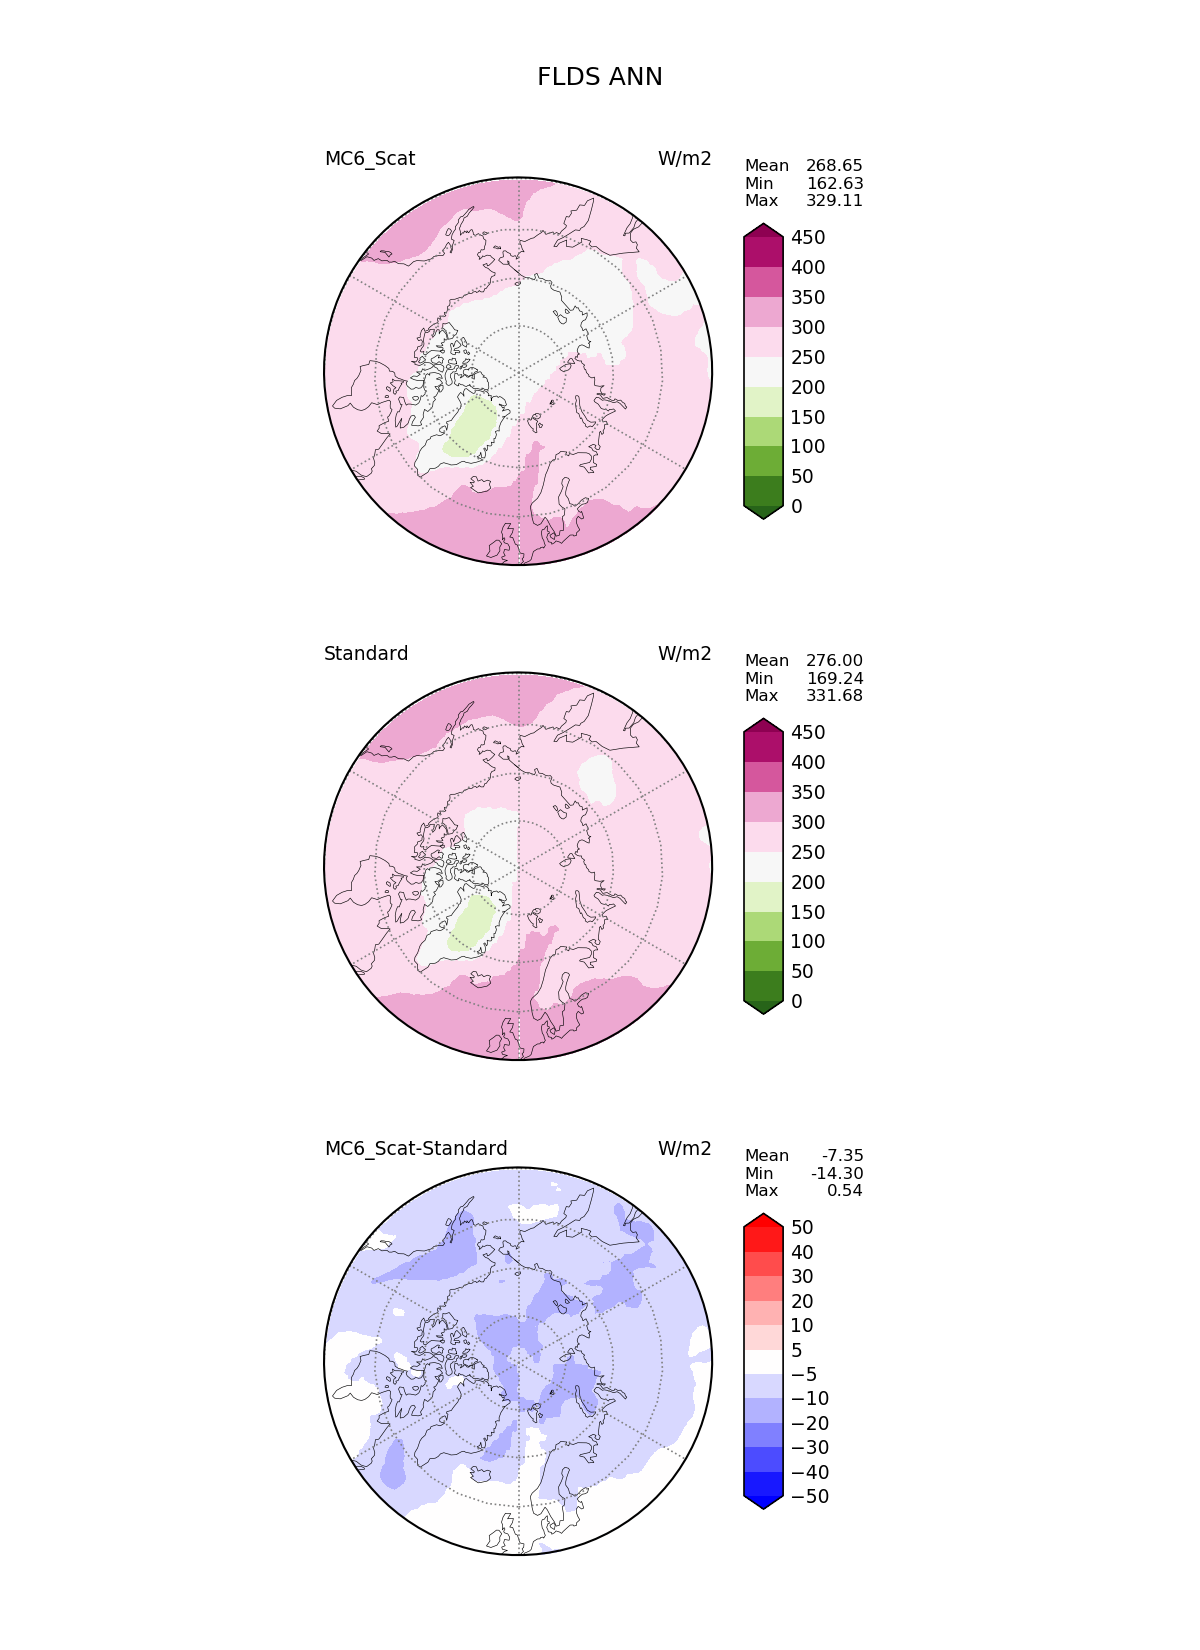 FLDS ANN
MC6_Scat W/m2
Mean 268.65
Min 162.63
Max 329.11
450
400
350
300
250
200
150
100
50
0
Standard W/m2
Mean 276.00
Min 169.24
Max 331.68
450
400
350
300
250
200
150
100
50
0
MC6_Scat-Standard W/m2
Mean -7.35
Min -14.30
Max 0.54
50
40
30
20
10
5
−5
−10
−20
−30
−40
−50